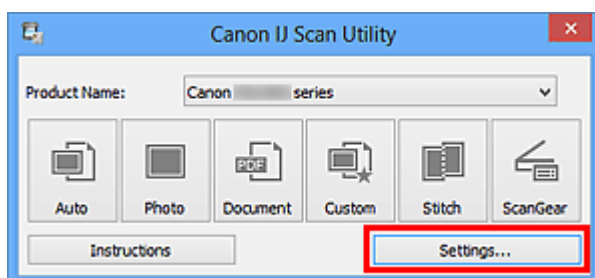 Canon IJ Scan Utility
Product Name: Canon series
Auto Photo PDF Document Custom Stitch ScanGear
Instructions Settings...